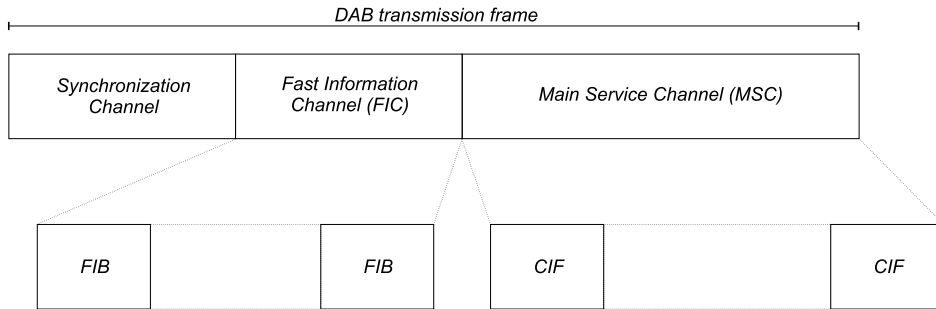 DAB transmission frame
Synchronization
Channel
Fast Information
Channel (FIC)
Main Service Channel (MSC)
FIB
FIB
CIF
CIF